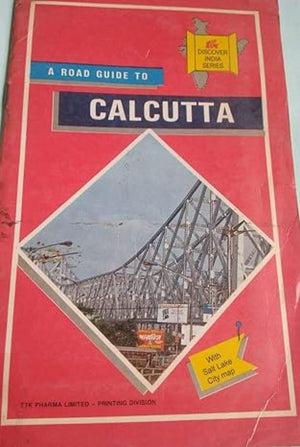 ttk
DISCOVER
INDIA
SERIES
A ROAD GUIDE TO
CALCUTTA
With
Salt Lake
City map
TTK PHARMA LIMITED – PRINTING DIVISION